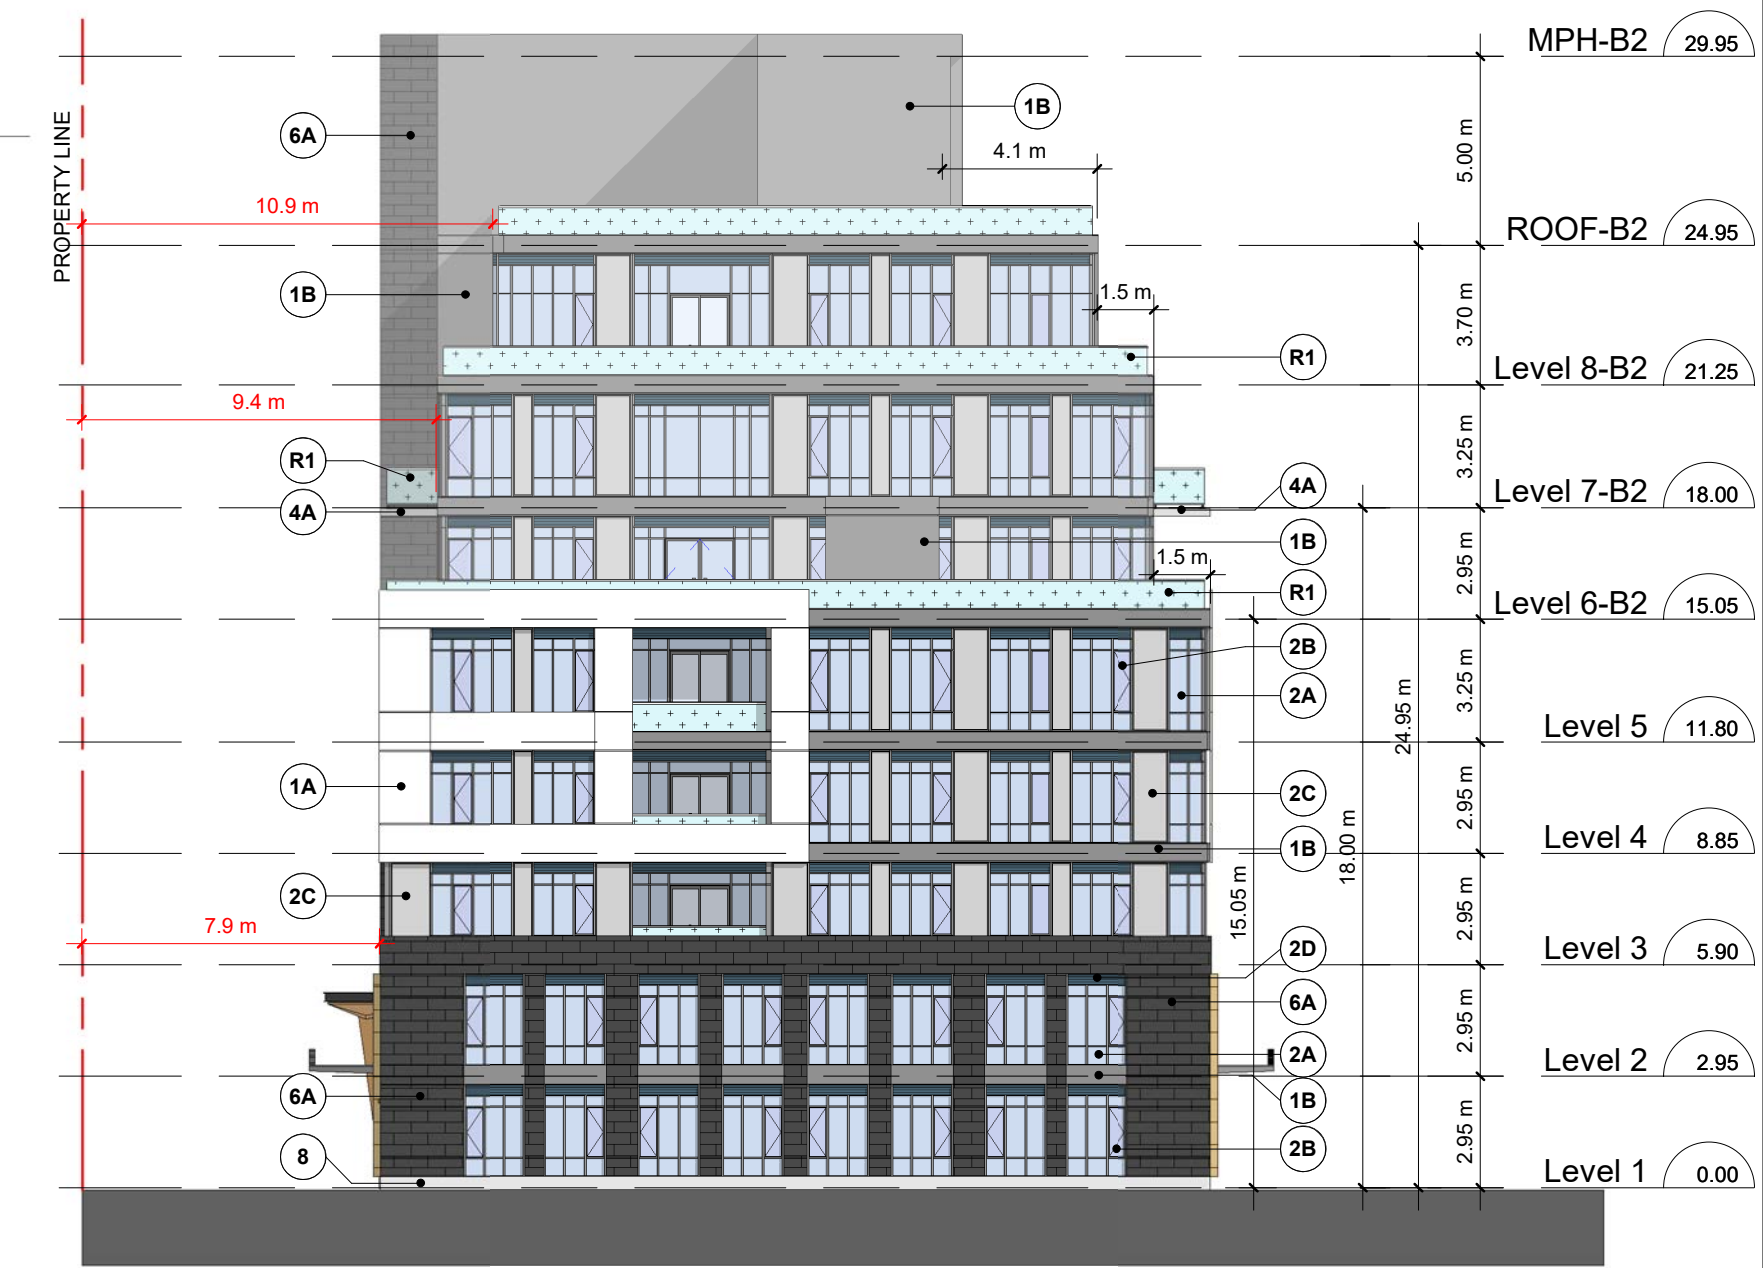 MPH-B2 29.95
1B
6A
PROPERTY LINE
4.1 m
5.00 m
10.9 m
ROOF-B2 24.95
1B
1.5 m
3.70 m
R1
Level 8-B2 21.25
9.4 m
3.25 m
R1
4A
Level 7-B2 18.00
4A
1B
1.5 m
2.95 m
R1
Level 6-B2 15.05
2B
2A
3.25 m
24.95 m
Level 5 11.80
1A
2C
2.95 m
1B
18.00 m
Level 4 8.85
2C
15.05 m
2.95 m
7.9 m
2D
Level 3 5.90
6A
2.95 m
2A
Level 2 2.95
6A
1B
2.95 m
8
2B
Level 1 0.00